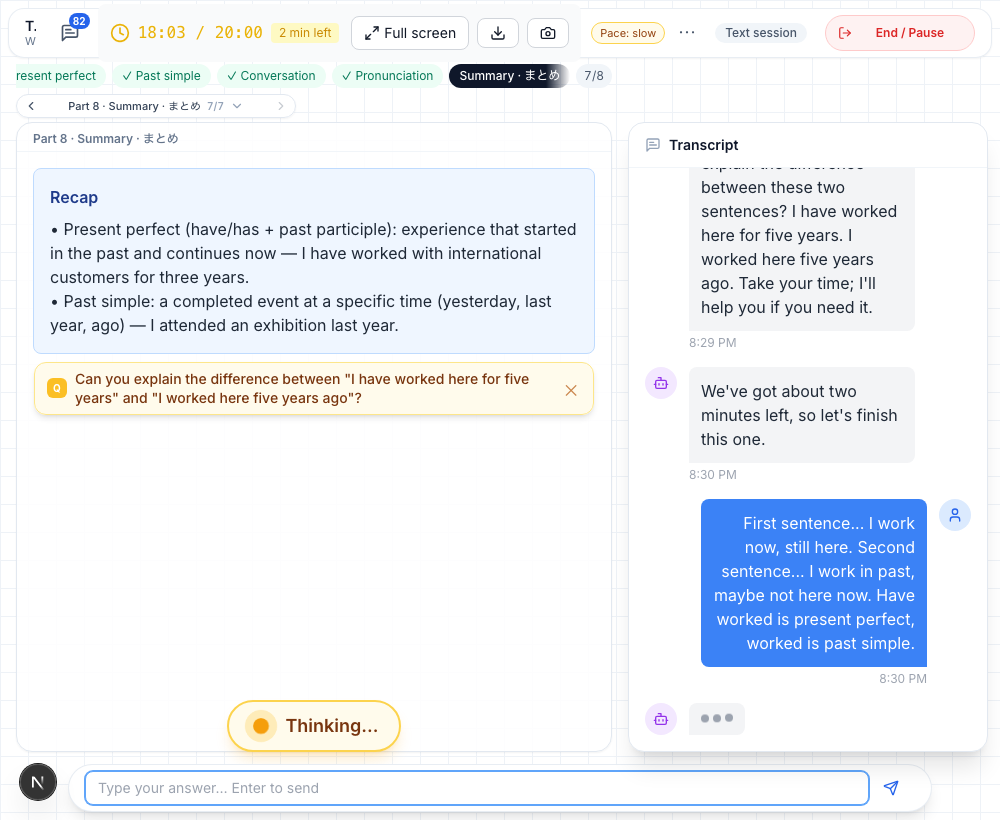 T.
W
82
18:03 / 20:00
2 min left
Full screen
Pace: slow
···
Text session
End / Pause
resent perfect
✓ Past simple
✓ Conversation
✓ Pronunciation
Summary · まとめ
7/8
Part 8 · Summary · まとめ 7/7
Part 8 · Summary · まとめ
Recap
• Present perfect (have/has + past participle): experience that started
in the past and continues now — I have worked with international
customers for three years.
• Past simple: a completed event at a specific time (yesterday, last
year, ago) — I attended an exhibition last year.
Q
Can you explain the difference between "I have worked here for five
years" and "I worked here five years ago"?
Thinking...
N
Type your answer... Enter to send
Transcript
explain the difference
between these two
sentences? I have worked
here for five years. I
worked here five years
ago. Take your time; I'll
help you if you need it.
8:29 PM
We've got about two
minutes left, so let's finish
this one.
8:30 PM
First sentence... I work
now, still here. Second
sentence... I work in past,
maybe not here now. Have
worked is present perfect,
worked is past simple.
8:30 PM